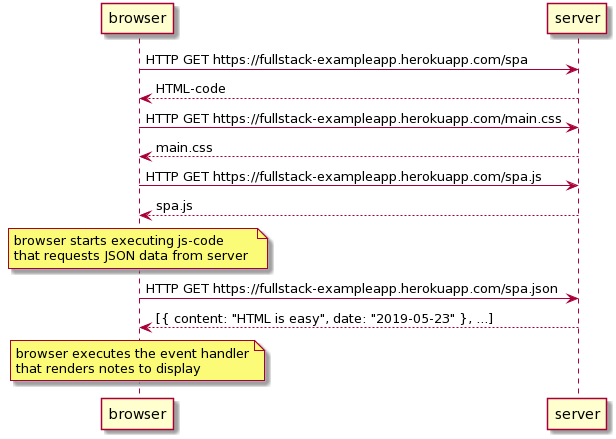 browser
server
HTTP GET https://fullstack-exampleapp.herokuapp.com/spa
HTML-code
HTTP GET https://fullstack-exampleapp.herokuapp.com/main.css
main.css
HTTP GET https://fullstack-exampleapp.herokuapp.com/spa.js
spa.js
browser starts executing js-code
that requests JSON data from server
HTTP GET https://fullstack-exampleapp.herokuapp.com/spa.json
[{ content: "HTML is easy", date: "2019-05-23" }, ...]
browser executes the event handler
that renders notes to display
browser
server